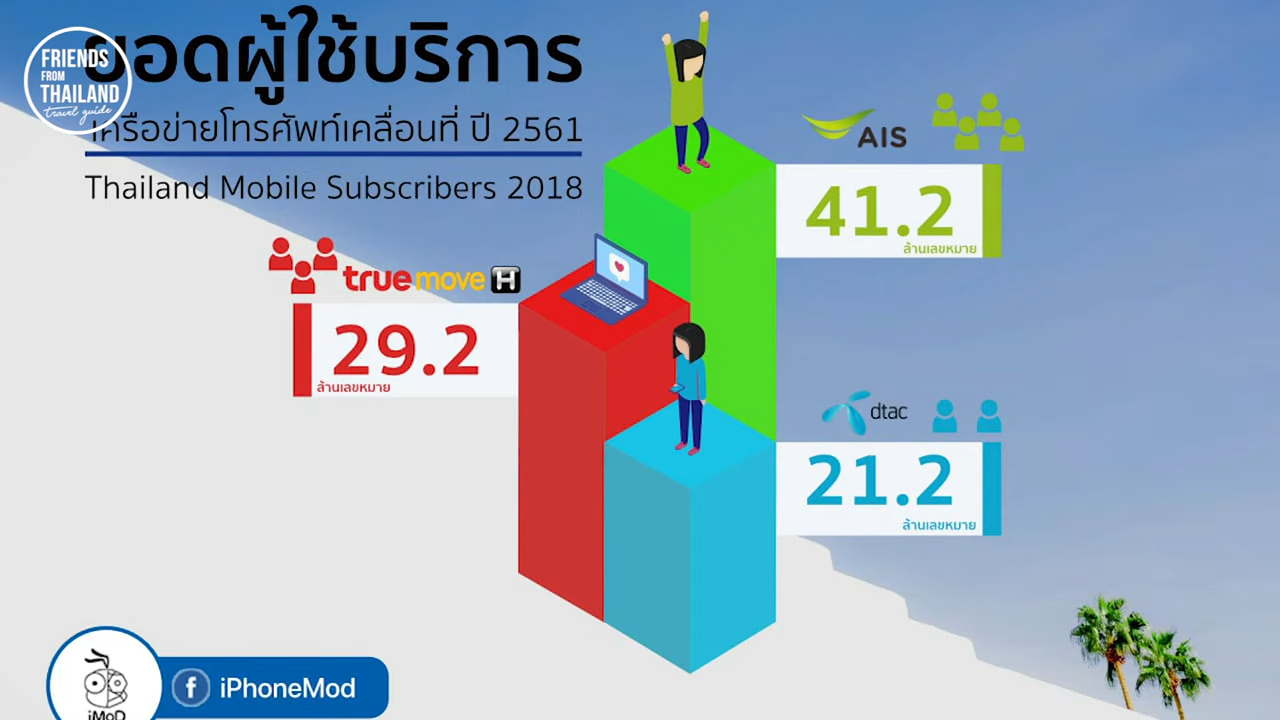 FRIENDS
FROM
THAILAND
travel guide
ยอดผู้ใช้บริการ
เครือข่ายโทรศัพท์เคลื่อนที่ ปี 2561
Thailand Mobile Subscribers 2018
AIS
41.2
ล้านเลขหมาย
true move H
29.2
ล้านเลขหมาย
dtac
21.2
ล้านเลขหมาย
iMoD
f iPhoneMod